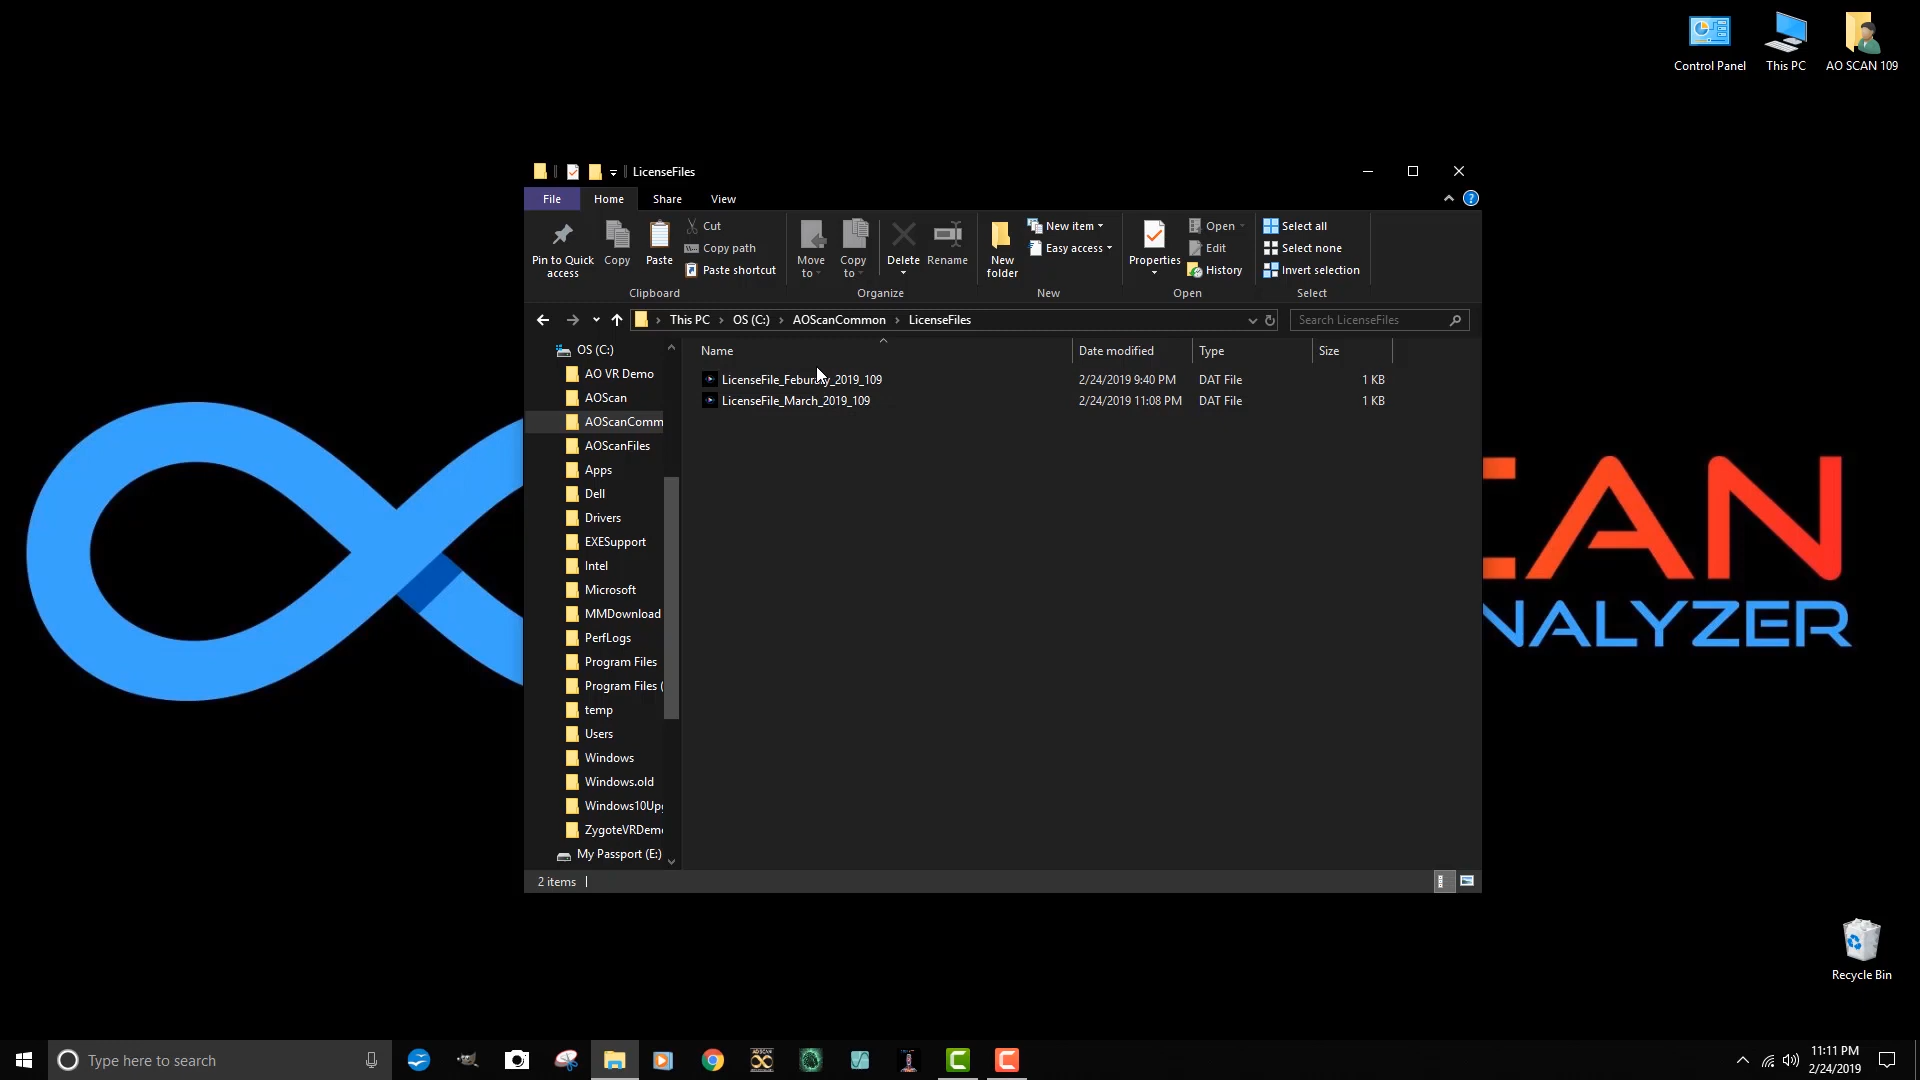 Control Panel
This PC
AO SCAN 109
LicenseFiles
File
Home
Share
View
Pin to Quick access
Copy
Paste
Cut
Copy path
Paste shortcut
Clipboard
Move to
Copy to
Delete
Rename
Organize
New folder
New item
Easy access
New
Properties
Open
Edit
History
Open
Select all
Select none
Invert selection
Select
This PC
OS (C:)
AOScanCommon
LicenseFiles
Search LicenseFiles
Name
Date modified
Type
Size
2/24/2019 9:40 PM
DAT File
1 KB
LicenseFile_March_2019_109
2/24/2019 11:08 PM
DAT File
1 KB
OS (C:)
AO VR Demo
AOScan
AOScanComm
AOScanFiles
Apps
Dell
Drivers
EXESupport
Intel
Microsoft
MMDownload
PerfLogs
Program Files
Program Files (
temp
Users
Windows
Windows.old
Windows10Upg
ZygoteVRDemo
My Passport (E:)
2 items
CAN
NALYZER
Recycle Bin
Type here to search
11:11 PM
2/24/2019